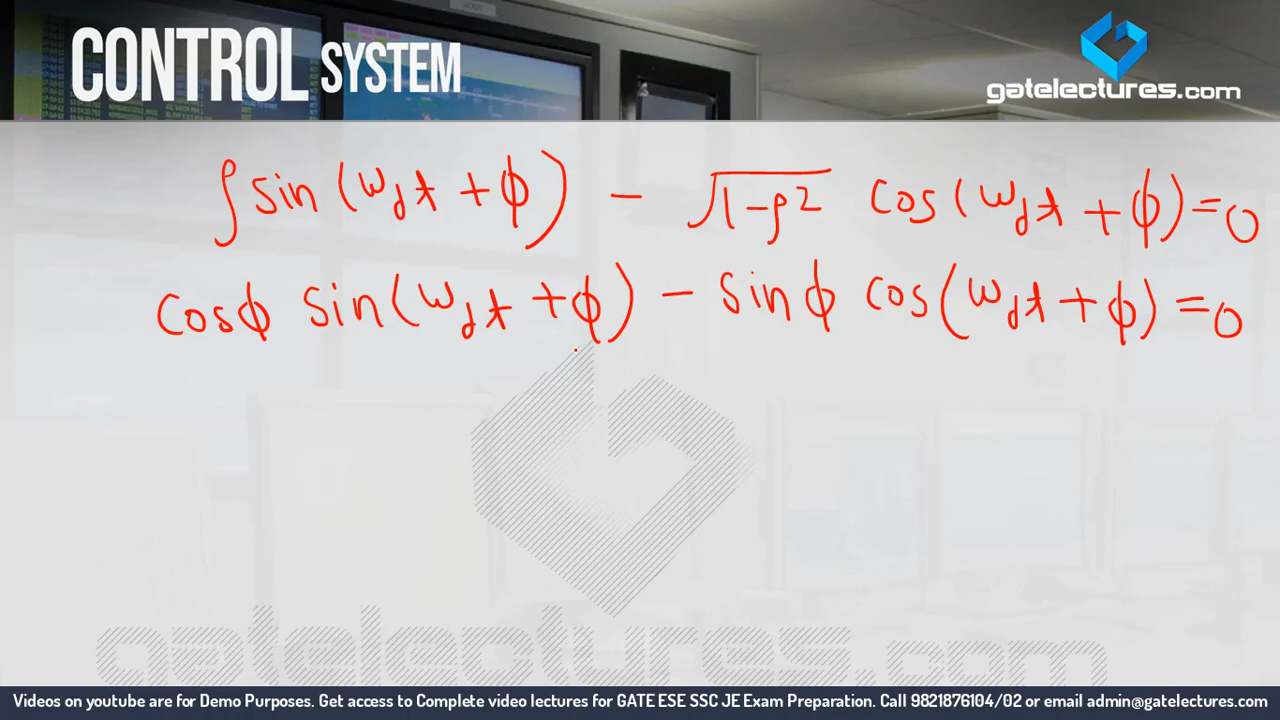 CONTROL SYSTEM
gatelectures.com
ρ sin(ω_d t + φ) − √(1−ρ²) cos(ω_d t + φ) = 0
cosφ sin(ω_d t + φ) − sinφ cos(ω_d t + φ) = 0
gatelectures.com
Videos on youtube are for Demo Purposes. Get access to Complete video lectures for GATE ESE SSC JE Exam Preparation. Call 9821876104/02 or email admin@gatelectures.com